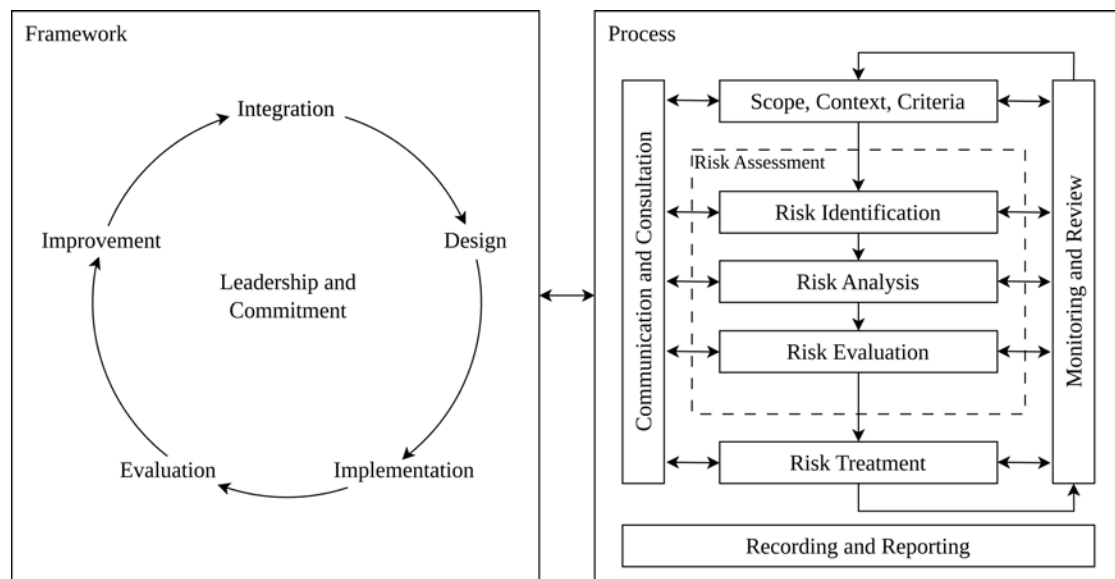 Framework
Integration
Design
Implementation
Evaluation
Improvement
Leadership and
Commitment
Process
Communication and Consultation
Scope, Context, Criteria
Risk Assessment
Risk Identification
Risk Analysis
Risk Evaluation
Risk Treatment
Monitoring and Review
Recording and Reporting